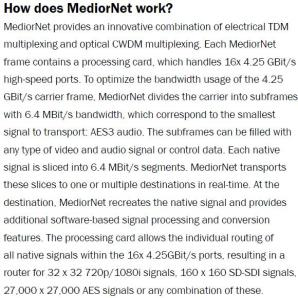 How does MediorNet work?
MediorNet provides an innovative combination of electrical TDM
multiplexing and optical CWDM multiplexing. Each MediorNet
frame contains a processing card, which handles 16x 4.25 GBit/s
high-speed ports. To optimize the bandwidth usage of the 4.25
GBit/s carrier frame, MediorNet divides the carrier into subframes
with 6.4 MBit/s bandwidth, which correspond to the smallest
signal to transport: AES3 audio. The subframes can be filled with
any type of video and audio signal or control data. Each native
signal is sliced into 6.4 MBit/s segments. MediorNet transports
these slices to one or multiple destinations in real-time. At the
destination, MediorNet recreates the native signal and provides
additional software-based signal processing and conversion
features. The processing card allows the individual routing of
all native signals within the 16x 4.25GBit/s ports, resulting in a
router for 32 x 32 720p/1080i signals, 160 x 160 SD-SDI signals,
27,000 x 27,000 AES signals or any combination of these.